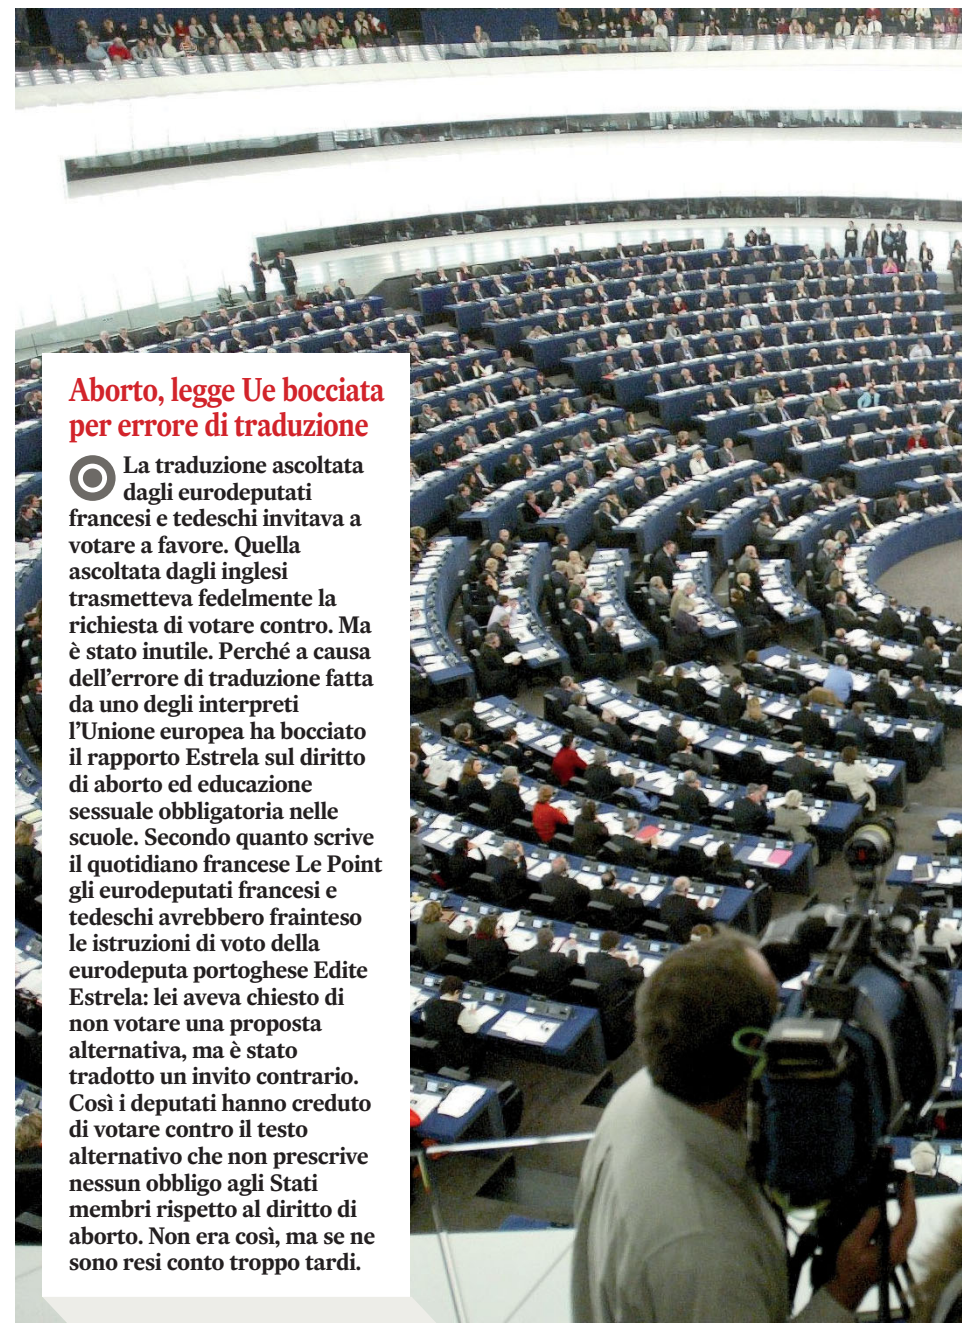 Aborto, legge Ue bocciata
per errore di traduzione
La traduzione ascoltata
dagli eurodeputati
francesi e tedeschi invitava a
votare a favore. Quella
ascoltata dagli inglesi
trasmetteva fedelmente la
richiesta di votare contro. Ma
è stato inutile. Perché a causa
dell'errore di traduzione fatta
da uno degli interpreti
l'Unione europea ha bocciato
il rapporto Estrela sul diritto
di aborto ed educazione
sessuale obbligatoria nelle
scuole. Secondo quanto scrive
il quotidiano francese Le Point
gli eurodeputati francesi e
tedeschi avrebbero frainteso
le istruzioni di voto della
eurodeputa portoghese Edite
Estrela: lei aveva chiesto di
non votare una proposta
alternativa, ma è stato
tradotto un invito contrario.
Così i deputati hanno creduto
di votare contro il testo
alternativo che non prescrive
nessun obbligo agli Stati
membri rispetto al diritto di
aborto. Non era così, ma se ne
sono resi conto troppo tardi.